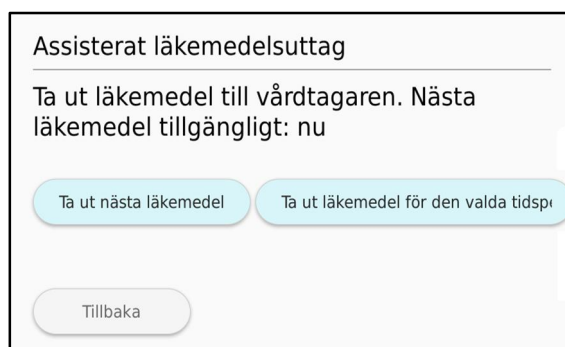 Assisterat läkemedelsuttag
Ta ut läkemedel till vårdtagaren. Nästa
läkemedel tillgängligt: nu
Ta ut nästa läkemedel
Ta ut läkemedel för den valda
Tillbaka